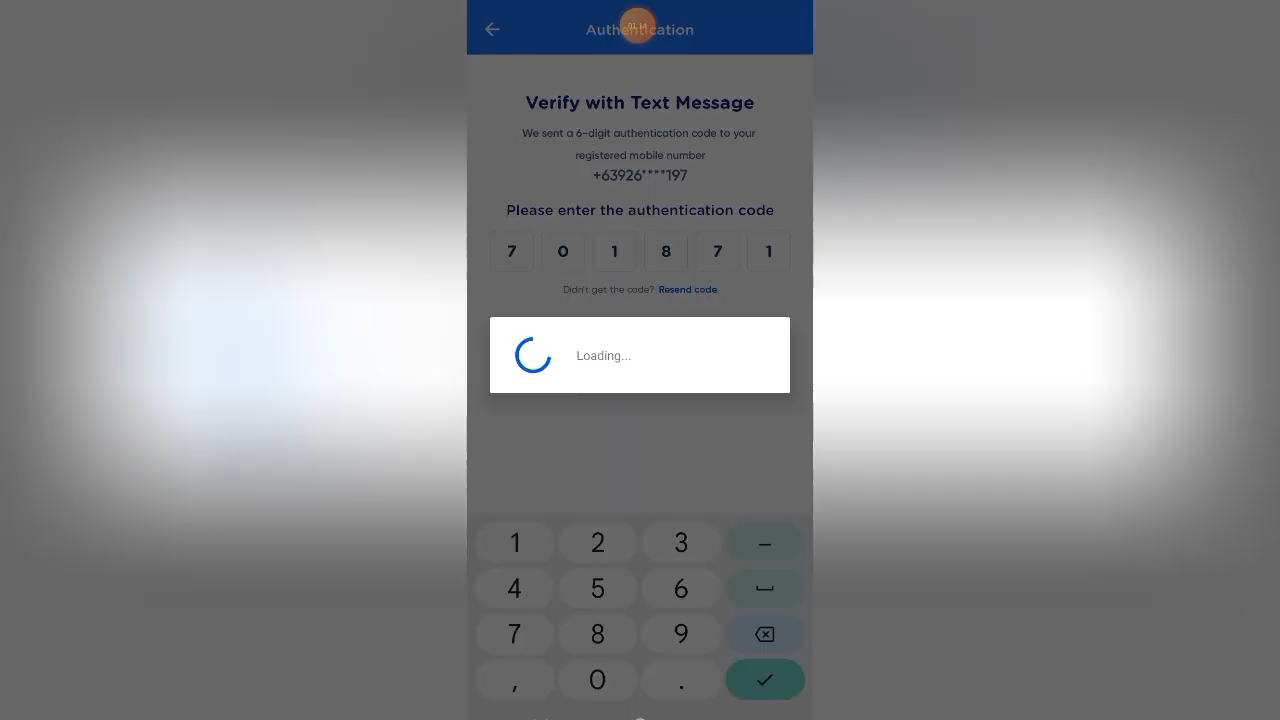 Authentication
01:14
Verify with Text Message
We sent a 6-digit authentication code to your
registered mobile number
+63926****197
Please enter the authentication code
7 0 1 8 7 1
Didn't get the code? Resend code
Loading...
1 2 3 –
4 5 6
7 8 9
, 0 .